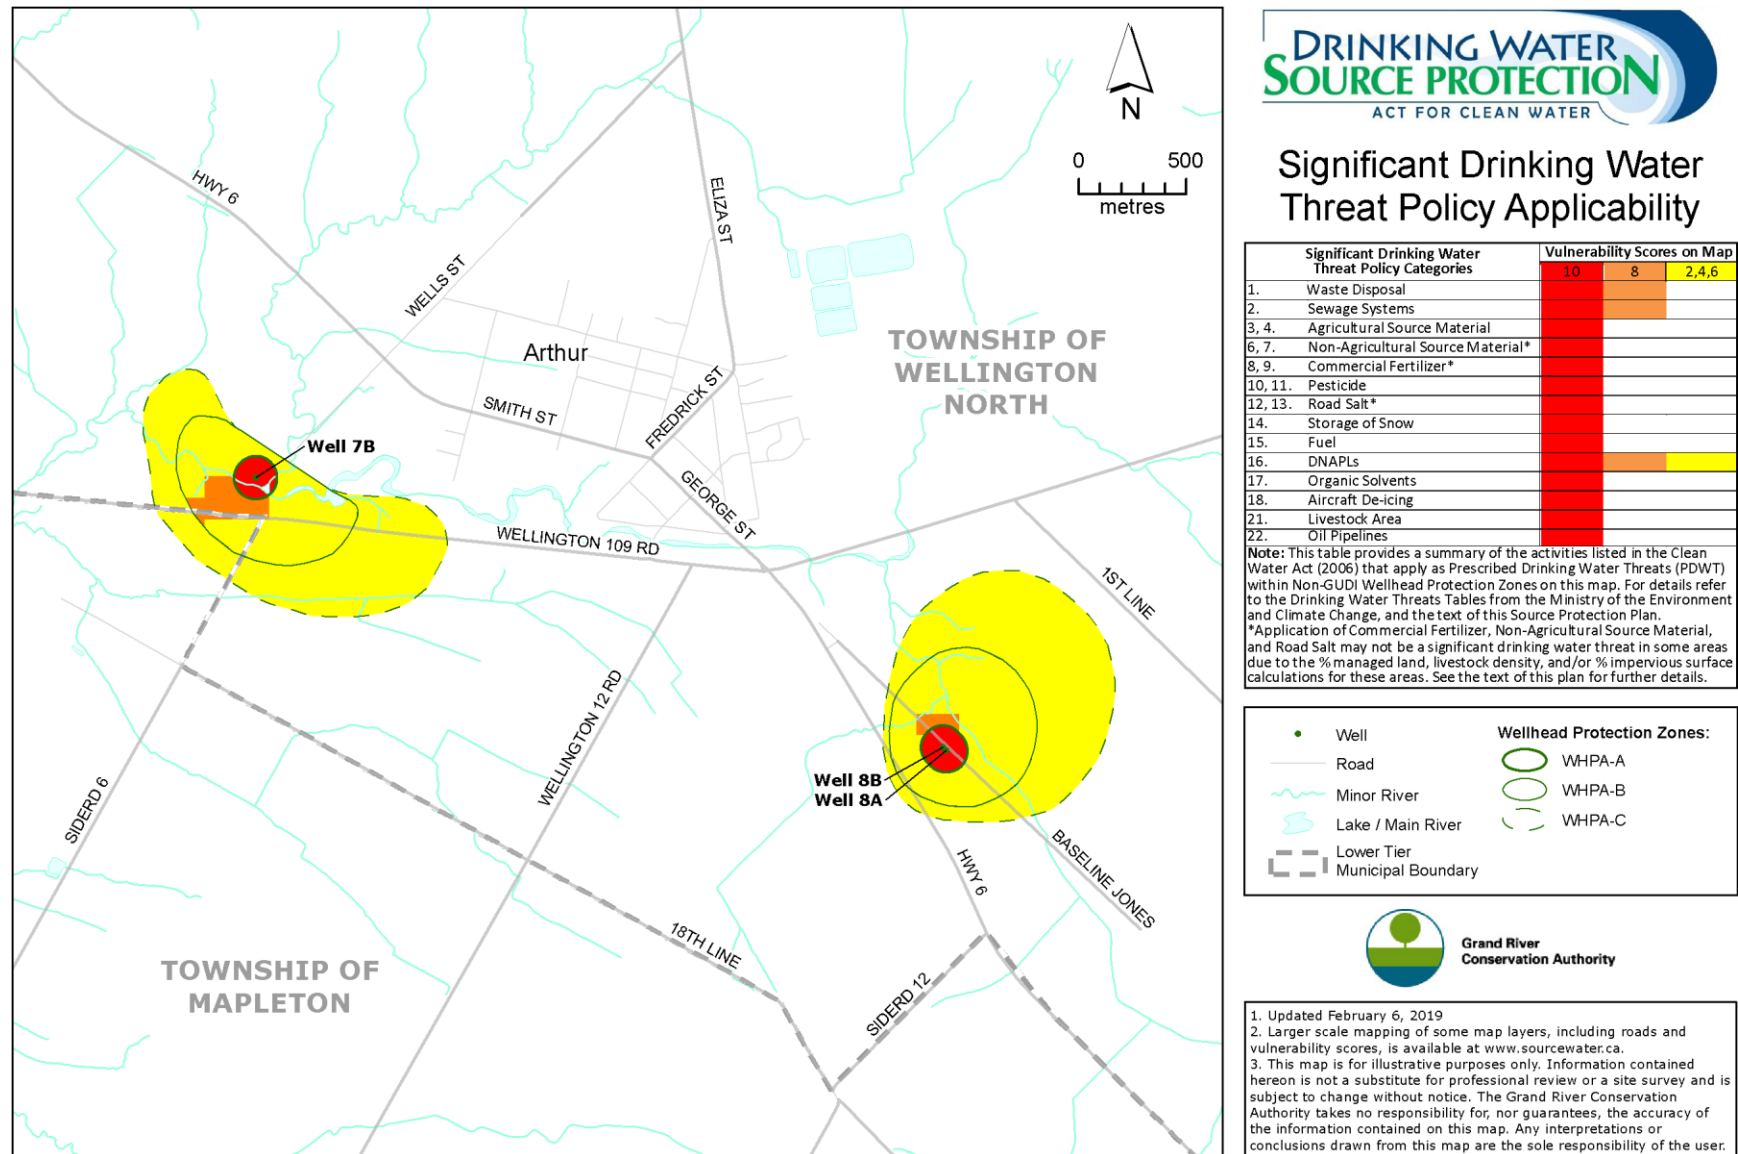 HWY 6
WELLS ST
ELIZA ST
N
0 500
metres
Arthur
TOWNSHIP OF
WELLINGTON
NORTH
SMITH ST
FREDRICK ST
GEORGE ST
Well 7B
WELLINGTON 109 RD
1ST LINE
WELLINGTON 12 RD
SIDERD 6
Well 8B
Well 8A
HWY 6
BASELINE JONES
18TH LINE
SIDERD 12
TOWNSHIP OF
MAPLETON
DRINKING WATER
SOURCE PROTECTION
ACT FOR CLEAN WATER
Significant Drinking Water
Threat Policy Applicability
Significant Drinking Water
Threat Policy Categories
Vulnerability Scores on Map
10 8 2,4,6
1. Waste Disposal
2. Sewage Systems
3, 4. Agricultural Source Material
6, 7. Non-Agricultural Source Material*
8, 9. Commercial Fertilizer*
10, 11. Pesticide
12, 13. Road Salt*
14. Storage of Snow
15. Fuel
16. DNAPLs
17. Organic Solvents
18. Aircraft De-icing
21. Livestock Area
22. Oil Pipelines
Note: This table provides a summary of the activities listed in the Clean
Water Act (2006) that apply as Prescribed Drinking Water Threats (PDWT)
within Non-GUDI Wellhead Protection Zones on this map. For details refer
to the Drinking Water Threats Tables from the Ministry of the Environment
and Climate Change, and the text of this Source Protection Plan.
*Application of Commercial Fertilizer, Non-Agricultural Source Material,
and Road Salt may not be a significant drinking water threat in some areas
due to the % managed land, livestock density, and/or % impervious surface
calculations for these areas. See the text of this plan for further details.
Well
Road
Minor River
Lake / Main River
Lower Tier
Municipal Boundary
Wellhead Protection Zones:
WHPA-A
WHPA-B
WHPA-C
Grand River
Conservation Authority
1. Updated February 6, 2019
2. Larger scale mapping of some map layers, including roads and
vulnerability scores, is available at www.sourcewater.ca.
3. This map is for illustrative purposes only. Information contained
hereon is not a substitute for professional review or a site survey and is
subject to change without notice. The Grand River Conservation
Authority takes no responsibility for, nor guarantees, the accuracy of
the information contained on this map. Any interpretations or
conclusions drawn from this map are the sole responsibility of the user.